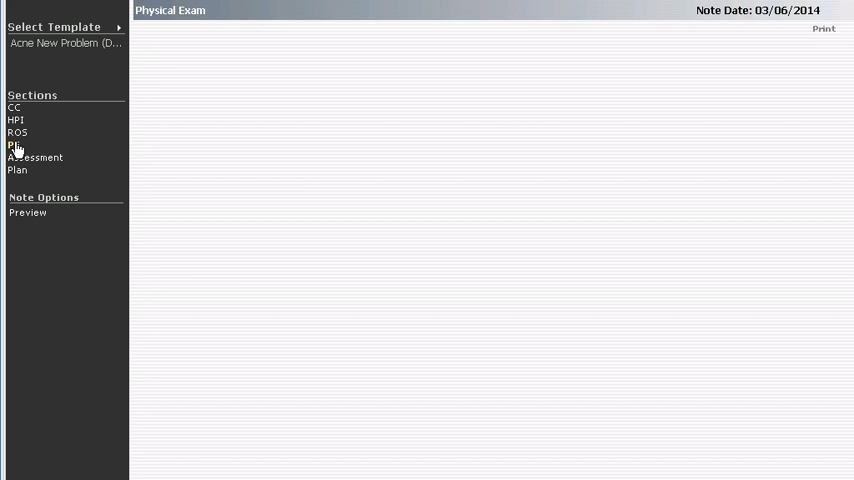 Physical Exam
Note Date: 03/06/2014
Print
Select Template
Acne New Problem (D...
Sections
CC
HPI
ROS
Assessment
Plan
Note Options
Preview